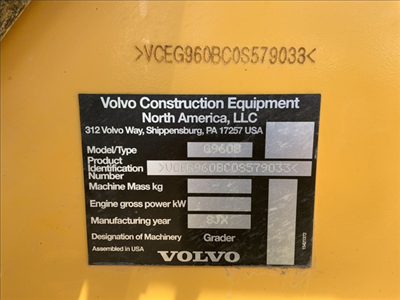 >VCEG960BC0S579033<
Volvo Construction Equipment
North America, LLC
312 Volvo Way, Shippensburg, PA 17257 USA
Model/Type G960B
Product Identification Number >VCEG960BC0S579033<
Machine Mass kg
Engine gross power kW
Manufacturing year
Designation of Machinery Grader
Assembled in USA
VOLVO